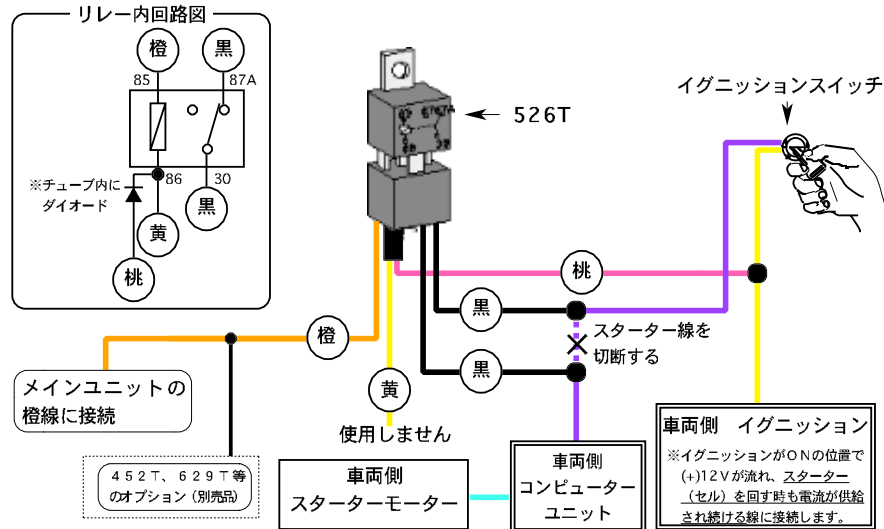 リレー内回路図
橙
黒
85
87A
※チューブ内に
ダイオード
86
30
黄
黒
桃
526T
イグニッションスイッチ
桃
黒
スターター線を
切断する
橙
黒
黄
使用しません
メインユニットの
橙線に接続
４５２Ｔ、６２９Ｔ等
のオプション（別売品）
車両側
スターターモーター
車両側
コンピューター
ユニット
車両側　イグニッション
※イグニッションがＯＮの位置で
(+)12Ｖが流れ、スターター
（セル）を回す時も電流が供給
され続ける線に接続します。